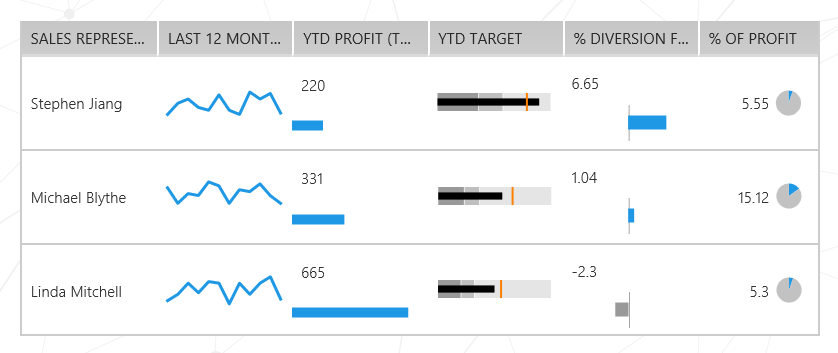 SALES REPRESE... LAST 12 MONT... YTD PROFIT (T... YTD TARGET % DIVERSION F... % OF PROFIT
Stephen Jiang 220 6.65 5.55
Michael Blythe 331 1.04 15.12
Linda Mitchell 665 -2.3 5.3